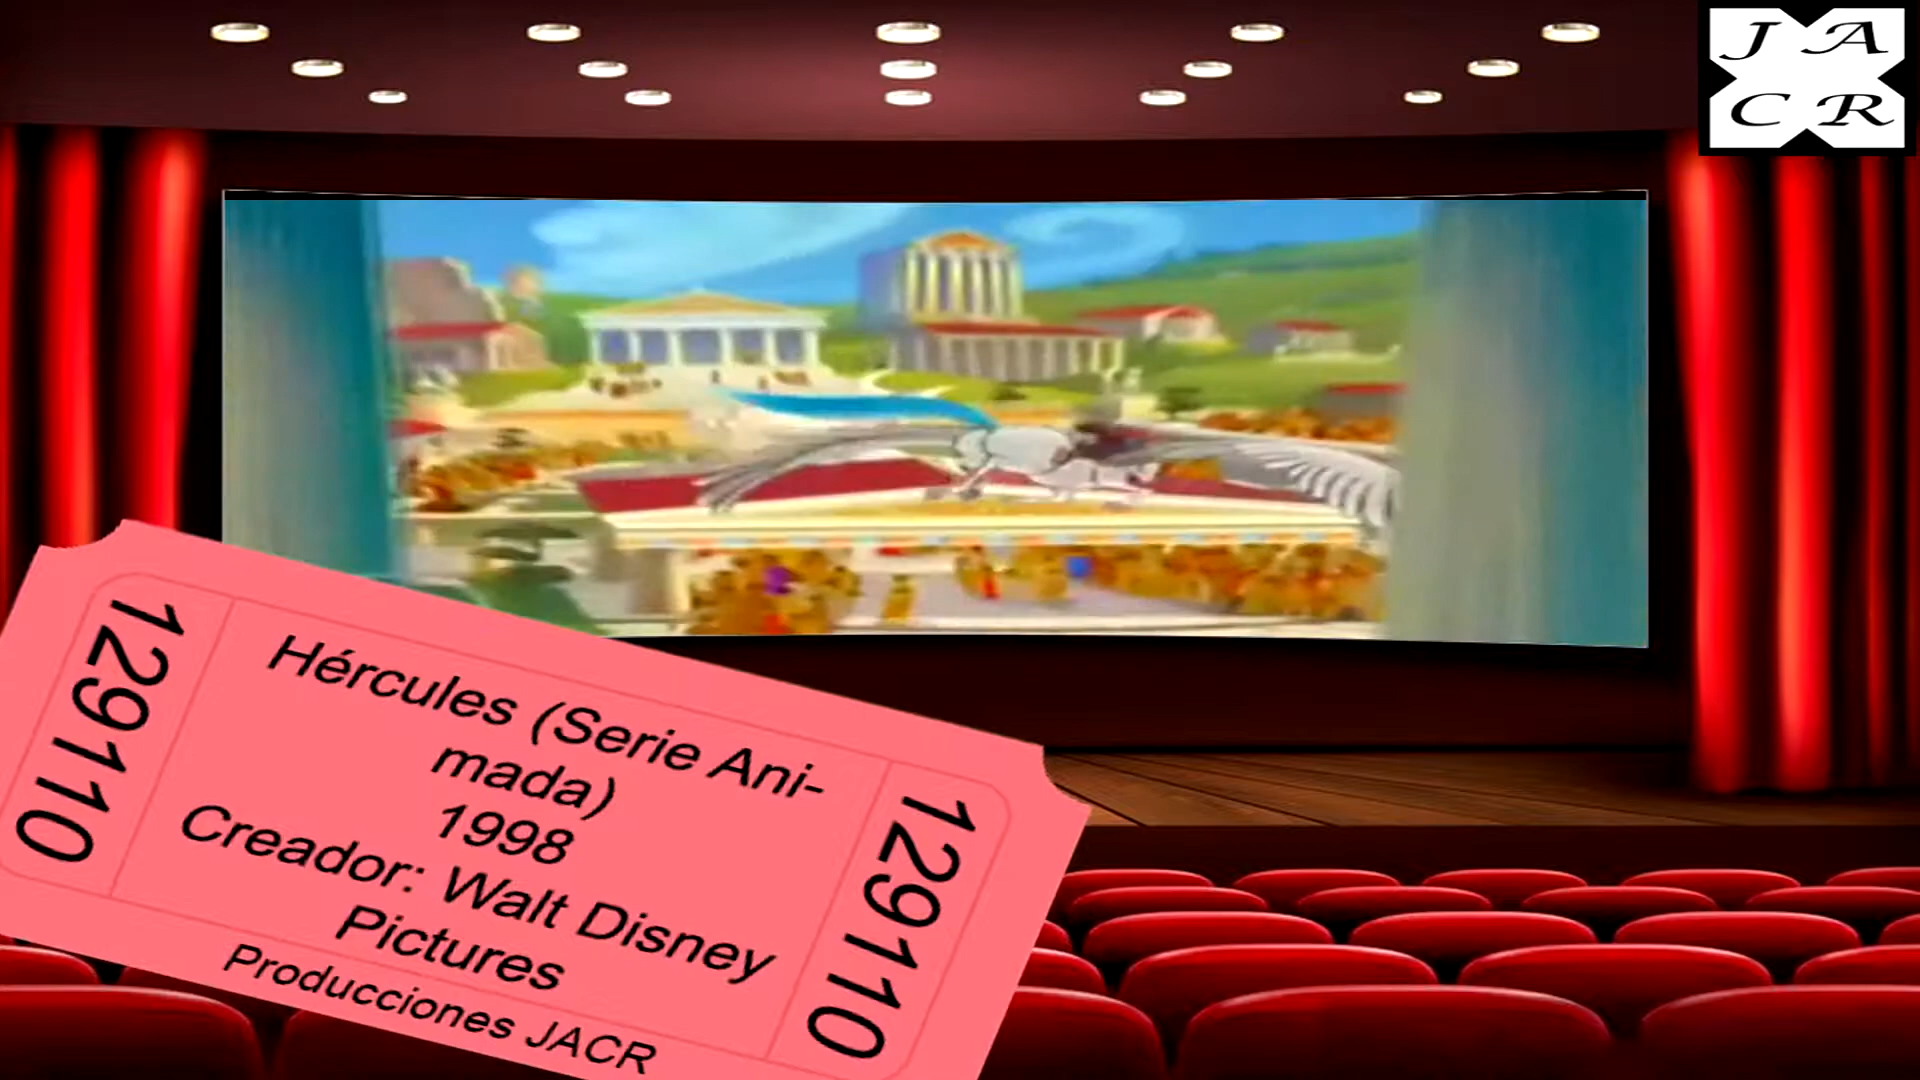 J A
C R
129110
Hércules (Serie Ani-
mada)
1998
Creador: Walt Disney
Pictures
Producciones JACR
129110